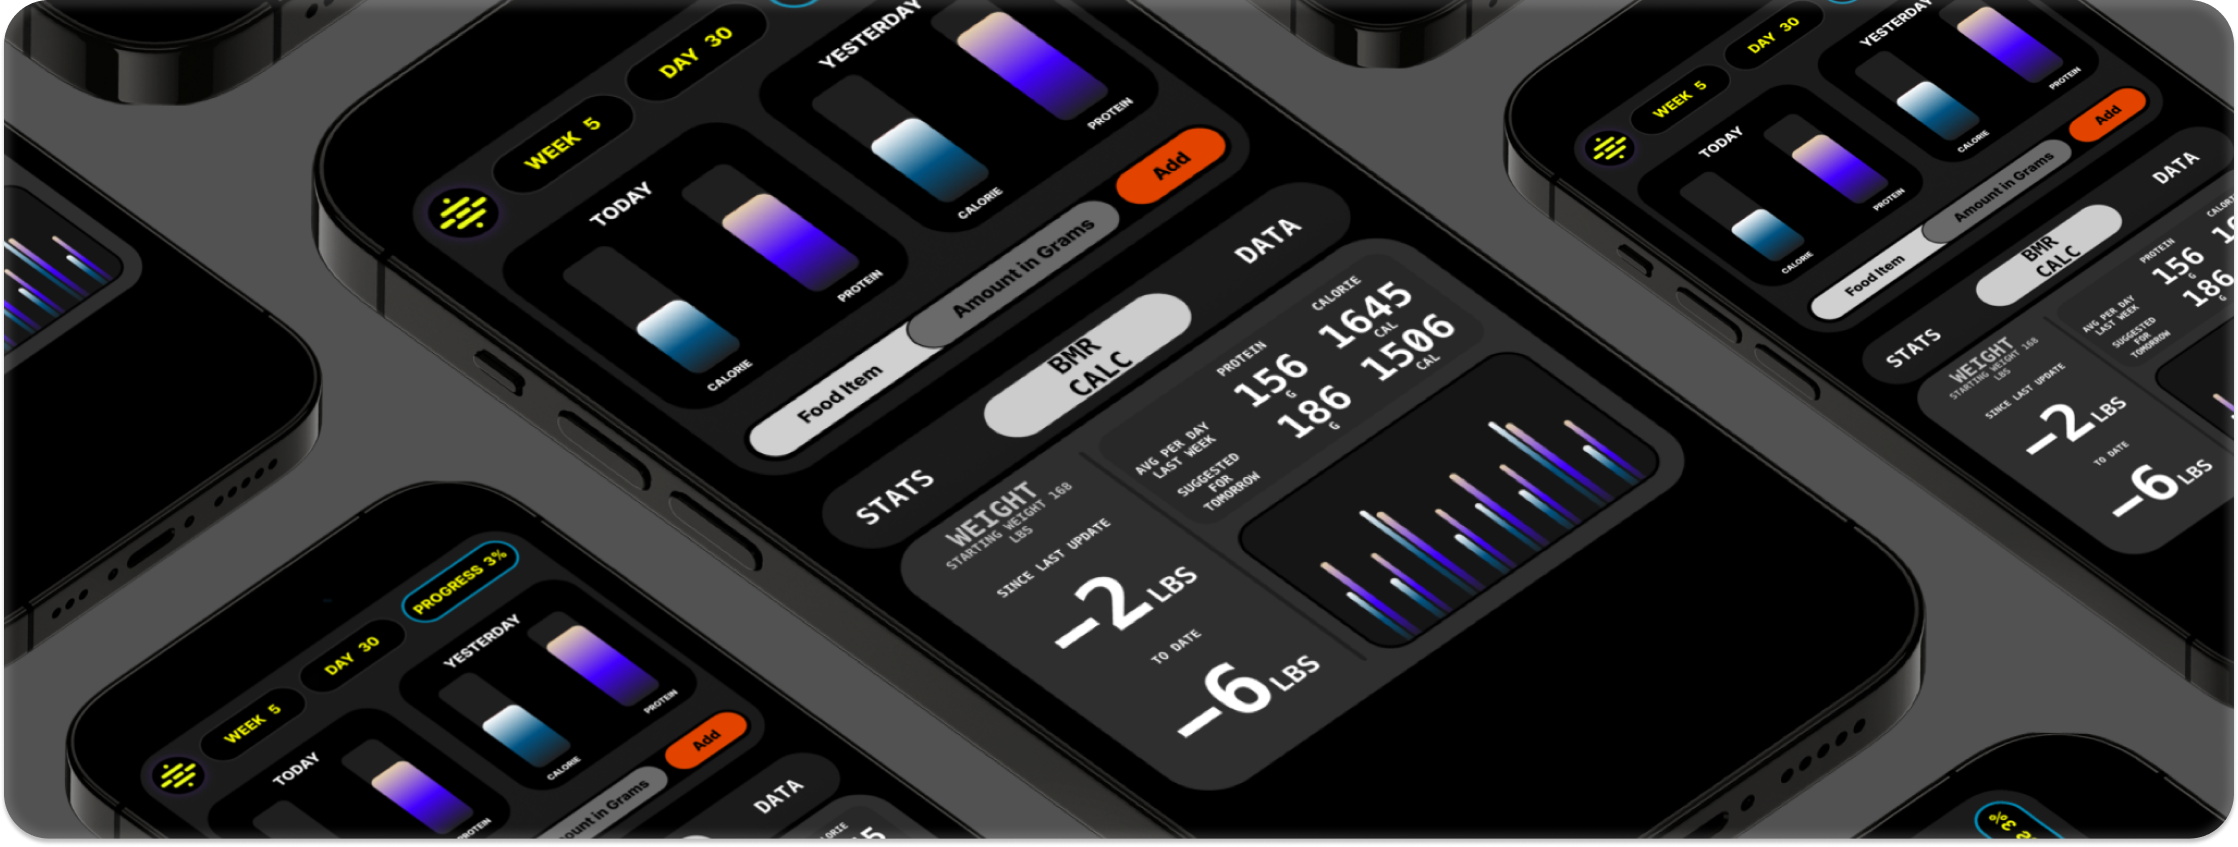 WEEK 5
DAY 30
TODAY
CALORIE
PROTEIN
YESTERDAY
CALORIE
PROTEIN
Food Item
Amount in Grams
Add
STATS
BMR
CALC
DATA
WEIGHT
STARTING WEIGHT 168
LBS
SINCE LAST UPDATE
−2 LBS
TO DATE
−6 LBS
PROTEIN
CALORIE
AVG PER DAY
LAST WEEK
156
G
1645
CAL
SUGGESTED
FOR
TOMORROW
186
G
1506
CAL
WEEK 5
DAY 30
TODAY
CALORIE
PROTEIN
YESTERDAY
CALORIE
PROTEIN
Food Item
Amount in Grams
Add
STATS
BMR
CALC
DATA
WEIGHT
STARTING WEIGHT 168
LBS
SINCE LAST UPDATE
−2 LBS
TO DATE
−6 LBS
PROTEIN
AVG PER DAY
LAST WEEK
156
G
SUGGESTED
FOR
TOMORROW
186
G
WEEK 5
DAY 30
PROGRESS 3%
TODAY
YESTERDAY
CALORIE
PROTEIN
in Grams
Add
DATA
3%